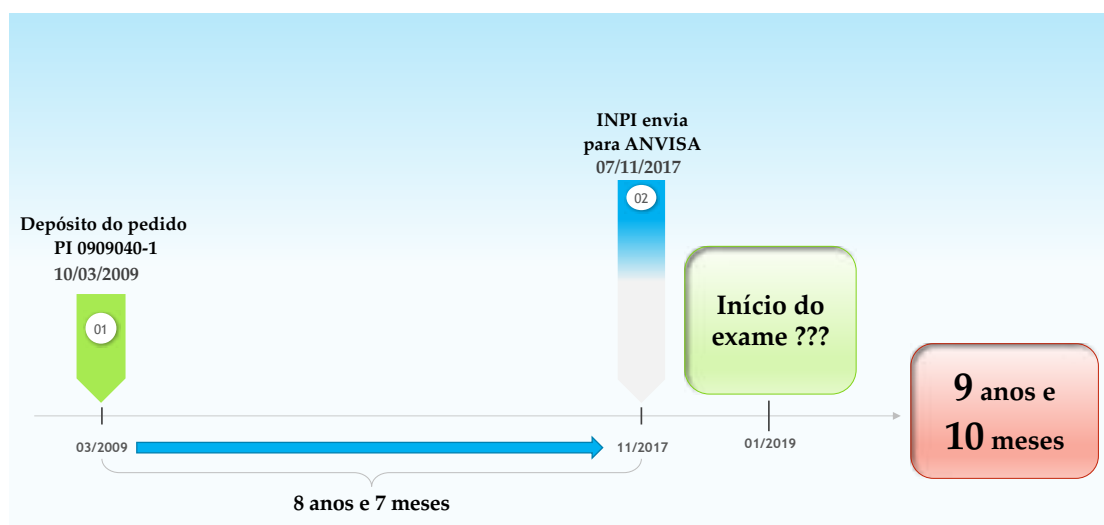 INPI envia
para ANVISA
07/11/2017
02
Depósito do pedido
PI 0909040-1
10/03/2009
01
Início do
exame ???
9 anos e
10 meses
03/2009
11/2017
01/2019
8 anos e 7 meses